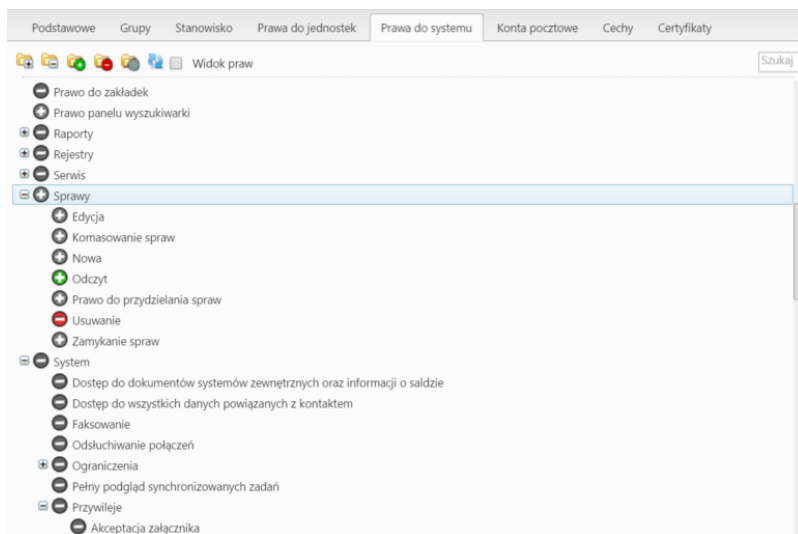 Podstawowe Grupy Stanowisko Prawa do jednostek Prawa do systemu Konta pocztowe Cechy Certyfikaty
Widok praw Szukaj
Prawo do zakładek
Prawo panelu wyszukiwarki
Raporty
Rejestry
Serwis
Sprawy
Edycja
Komasowanie spraw
Nowa
Odczyt
Prawo do przydzielania spraw
Usuwanie
Zamykanie spraw
System
Dostęp do dokumentów systemów zewnętrznych oraz informacji o saldzie
Dostęp do wszystkich danych powiązanych z kontaktem
Faksowanie
Odsłuchiwanie połączeń
Ograniczenia
Pełny podgląd synchronizowanych zadań
Przywileje
Akceptacja załącznika